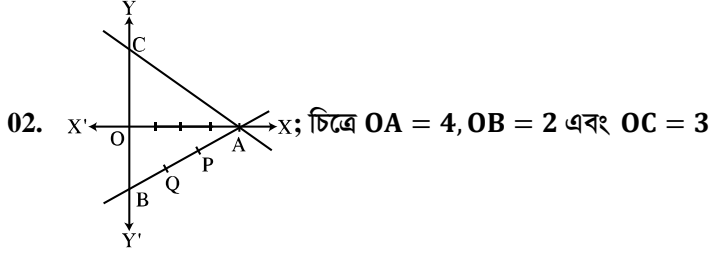 Y
C
02. X' O A X; চিত্রে OA = 4, OB = 2 এবং OC = 3
P
Q
B
Y'